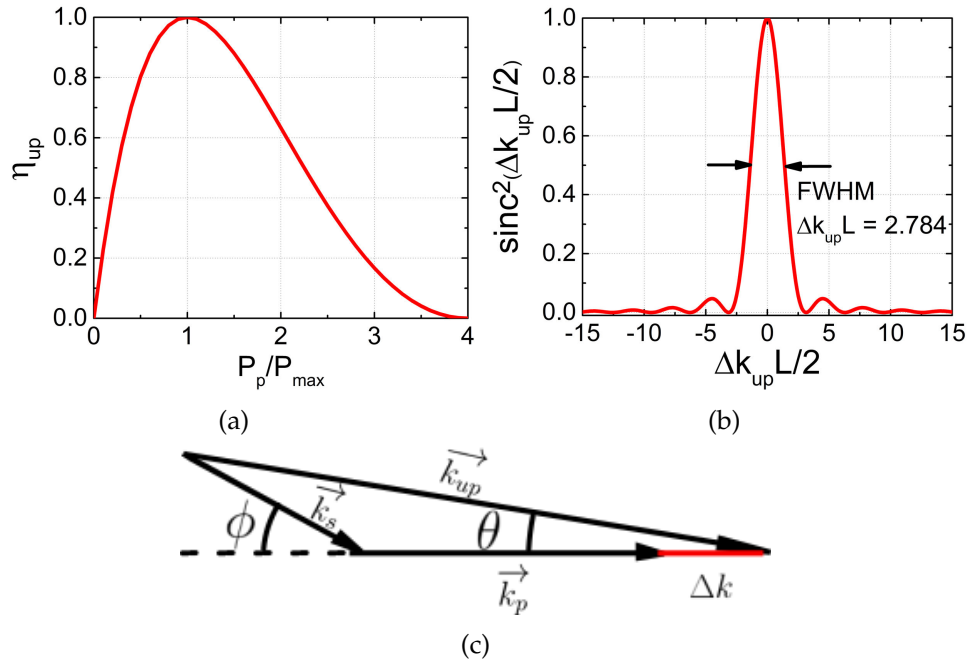 1.0
0.8
0.6
0.4
0.2
0.0
η_up
0 1 2 3 4
P_p/P_max
(a)
1.0
0.8
0.6
0.4
0.2
0.0
sinc²(Δk_up L/2)
FWHM
Δk_up L = 2.784
-15 -10 -5 0 5 10 15
Δk_up L/2
(b)
k_up
k_s
ϕ
θ
k_p
Δk
(c)